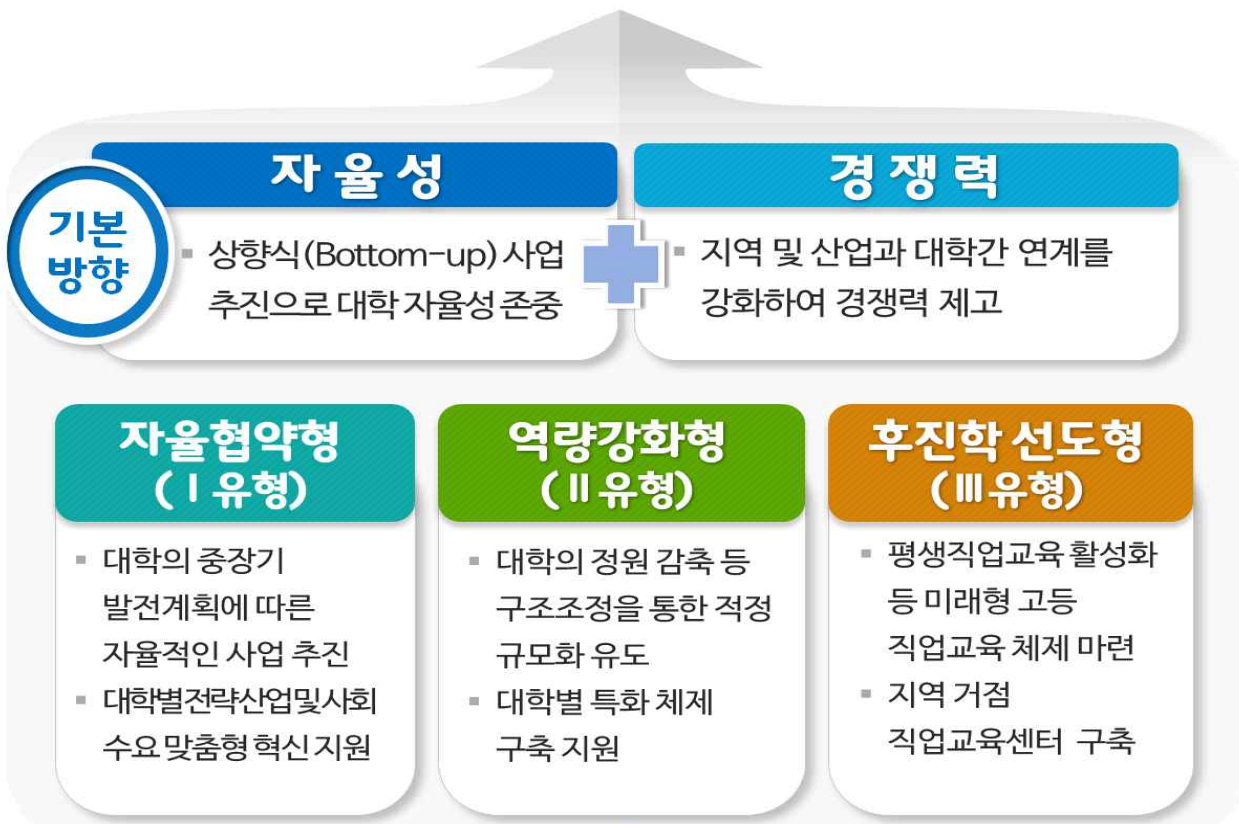 기본
방향
자율성
▪ 상향식(Bottom-up) 사업
추진으로 대학 자율성 존중
경쟁력
▪ 지역 및 산업과 대학간 연계를
강화하여 경쟁력 제고
자율협약형
(Ⅰ유형)
▪ 대학의 중장기
발전계획에 따른
자율적인 사업 추진
▪ 대학별전략산업및사회
수요 맞춤형 혁신 지원
역량강화형
(Ⅱ유형)
▪ 대학의 정원 감축 등
구조조정을 통한 적정
규모화 유도
▪ 대학별 특화 체제
구축 지원
후진학 선도형
(Ⅲ유형)
▪ 평생직업교육 활성화
등 미래형 고등
직업교육 체제 마련
▪ 지역 거점
직업교육센터 구축